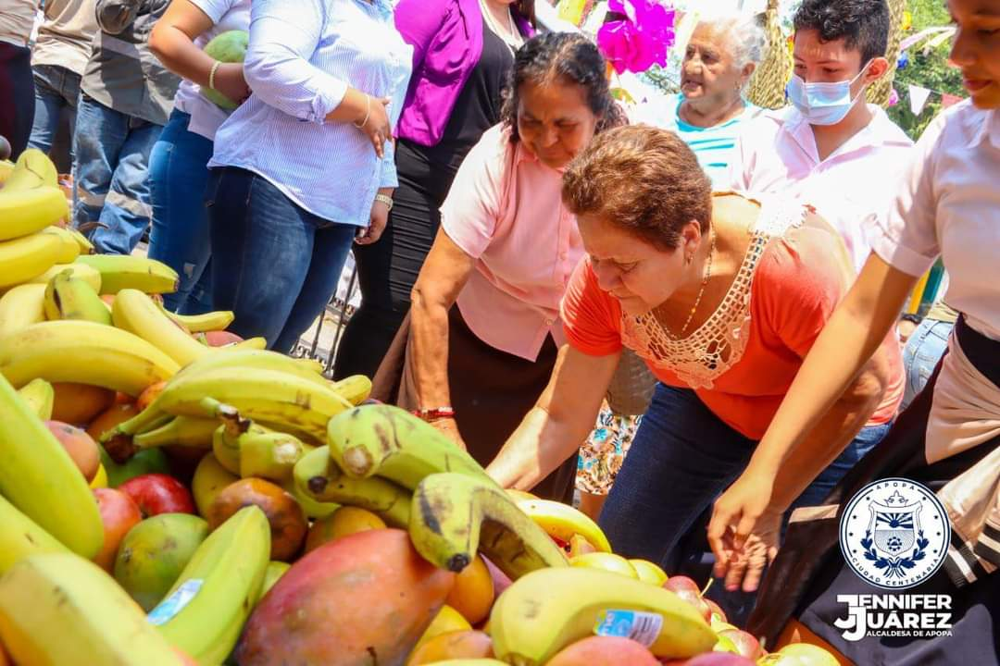 APOPA
CIUDAD CENTENARIA
JENNIFER
JUÁREZ
ALCALDESA DE APOPA